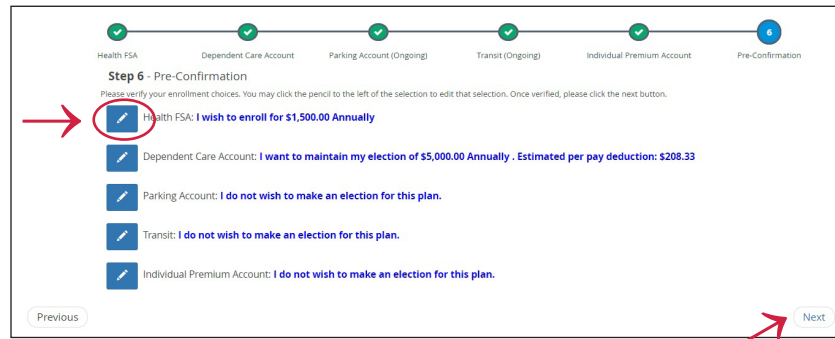 6
Health FSA Dependent Care Account Parking Account (Ongoing) Transit (Ongoing) Individual Premium Account Pre-Confirmation
Step 6 - Pre-Confirmation
Please verify your enrollment choices. You may click the pencil to the left of the selection to edit that selection. Once verified, please click the next button.
Health FSA: I wish to enroll for $1,500.00 Annually
Dependent Care Account: I want to maintain my election of $5,000.00 Annually . Estimated per pay deduction: $208.33
Parking Account: I do not wish to make an election for this plan.
Transit: I do not wish to make an election for this plan.
Individual Premium Account: I do not wish to make an election for this plan.
Previous Next